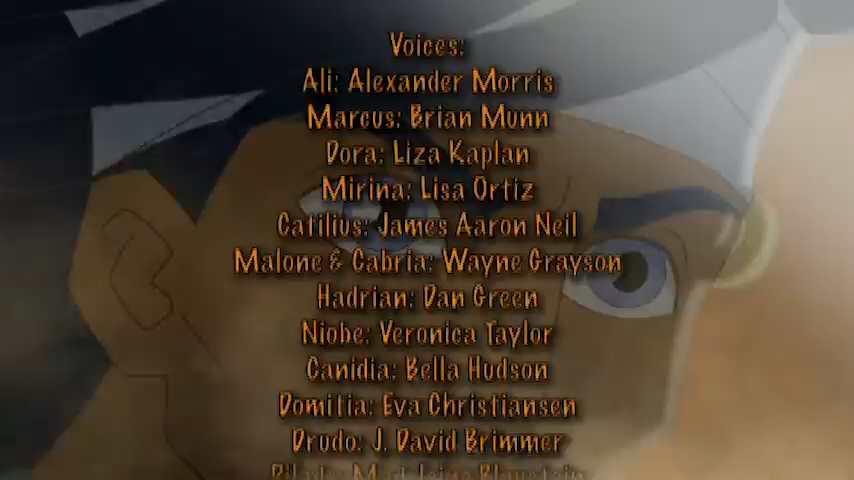 Voices:
Ali: Alexander Morris
Marcus: Brian Munn
Dora: Liza Kaplan
Mirina: Lisa Ortiz
Catilius: James Aaron Neil
Malone & Cabria: Wayne Grayson
Hadrian: Dan Green
Niobe: Veronica Taylor
Canidia: Bella Hudson
Domitia: Eva Christiansen
Drudo: J. David Brimmer